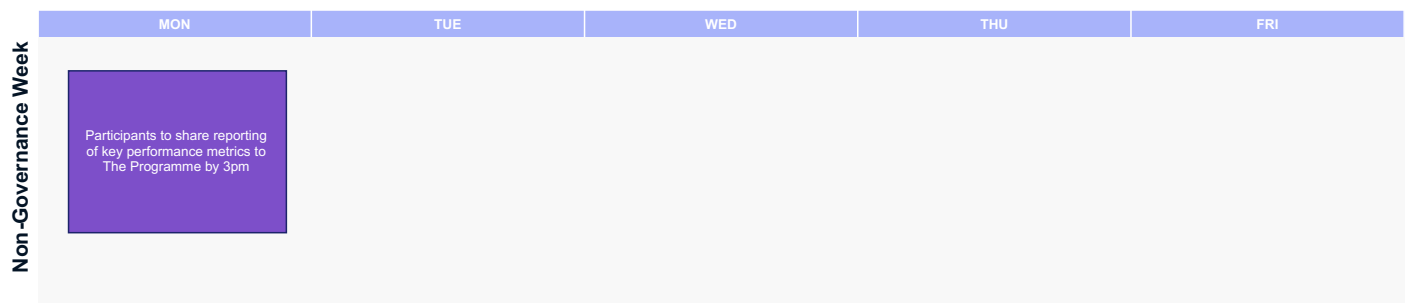 MON
TUE
WED
THU
FRI
Non-Governance Week
Participants to share reporting
of key performance metrics to
The Programme by 3pm